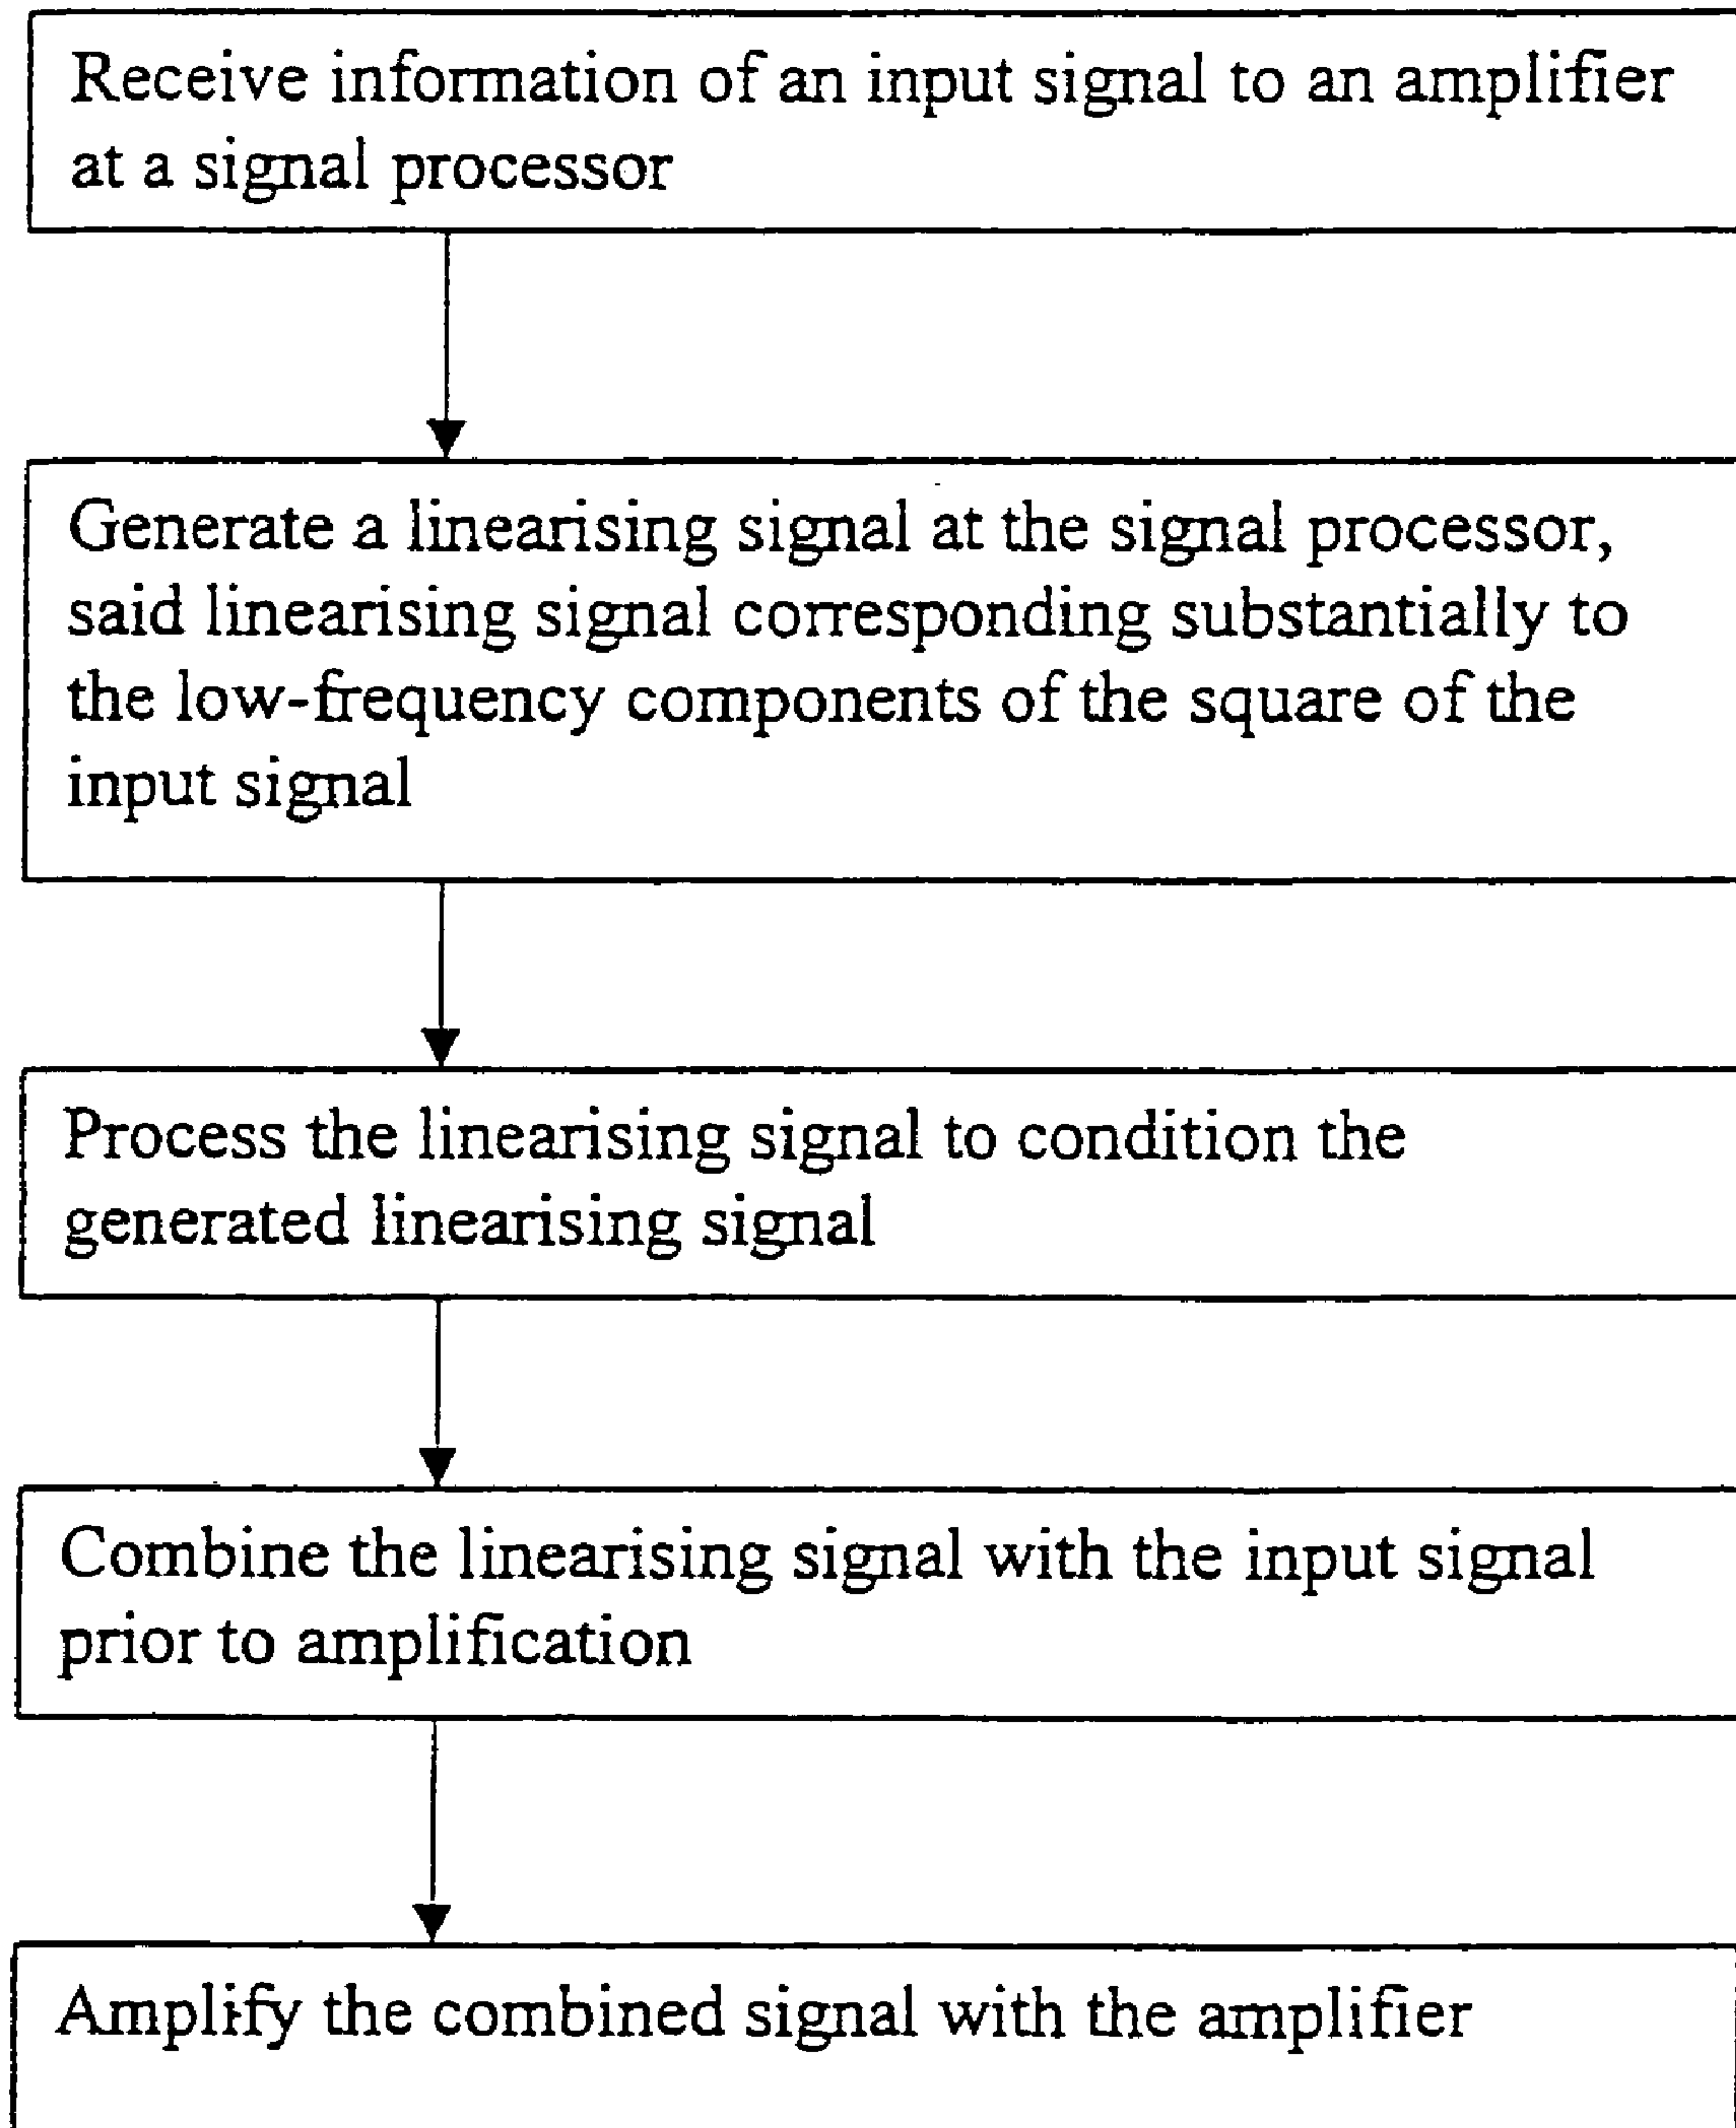 Receive information of an input signal to an amplifier
at a signal processor
Generate a linearising signal at the signal processor,
said linearising signal corresponding substantially to
the low-frequency components of the square of the
input signal
Process the linearising signal to condition the
generated linearising signal
Combine the linearising signal with the input signal
prior to amplification
Amplify the combined signal with the amplifier